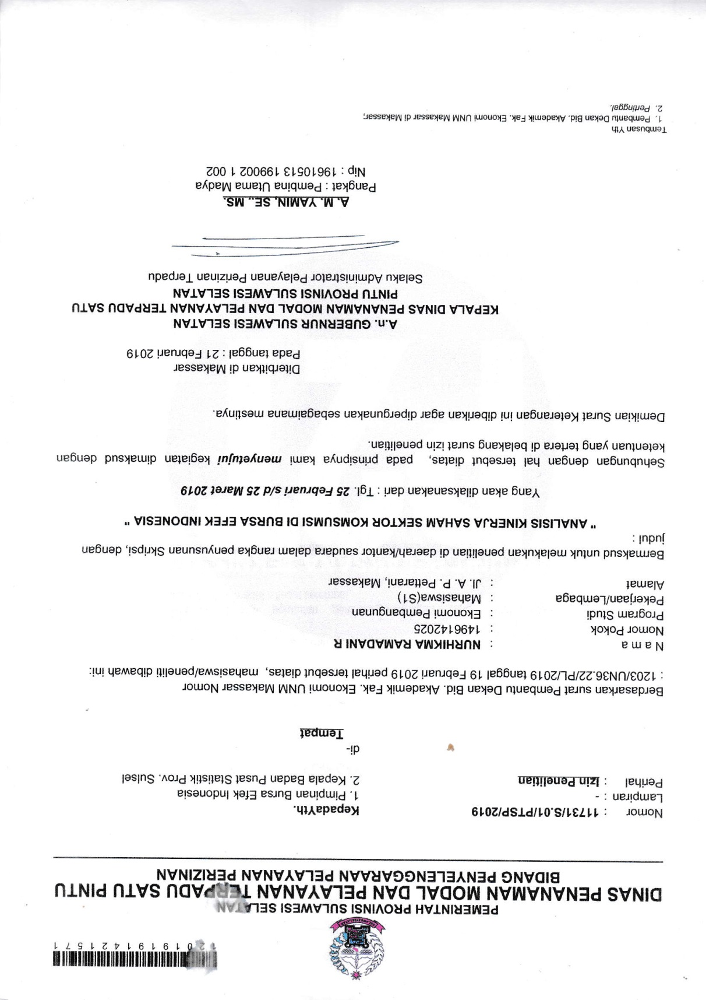 12019191421571
PEMERINTAH PROVINSI SULAWESI SELATAN
DINAS PENANAMAN MODAL DAN PELAYANAN TERPADU SATU PINTU
BIDANG PENYELENGGARAAN PELAYANAN PERIZINAN
Nomor : 11731/S.01/PTSP/2019
Lampiran : -
Perihal : Izin Penelitian
KepadaYth.
1. Pimpinan Bursa Efek Indonesia
2. Kepala Badan Pusat Statistik Prov. Sulsel
di-
Tempat
Berdasarkan surat Pembantu Dekan Bid. Akademik Fak. Ekonomi UNM Makassar Nomor
: 1203/UN36.22/PL/2019 tanggal 19 Februari 2019 perihal tersebut diatas, mahasiswa/peneliti dibawah ini:
N a m a : NURHIKMA RAMADANI R
Nomor Pokok : 1496142025
Program Studi : Ekonomi Pembangunan
Pekerjaan/Lembaga : Mahasiswa(S1)
Alamat : Jl. A. P. Pettarani, Makassar
Bermaksud untuk melakukan penelitian di daerah/kantor saudara dalam rangka penyusunan Skripsi, dengan
judul :
" ANALISIS KINERJA SAHAM SEKTOR KOMSUMSI DI BURSA EFEK INDONESIA "
Yang akan dilaksanakan dari : Tgl. 25 Februari s/d 25 Maret 2019
Sehubungan dengan hal tersebut diatas, pada prinsipnya kami menyetujui kegiatan dimaksud dengan
ketentuan yang tertera di belakang surat izin penelitian.
Demikian Surat Keterangan ini diberikan agar dipergunakan sebagaimana mestinya.
Diterbitkan di Makassar
Pada tanggal : 21 Februari 2019
A.n. GUBERNUR SULAWESI SELATAN
KEPALA DINAS PENANAMAN MODAL DAN PELAYANAN TERPADU SATU
PINTU PROVINSI SULAWESI SELATAN
Selaku Administrator Pelayanan Perizinan Terpadu
A. M. YAMIN, SE., MS.
Pangkat : Pembina Utama Madya
Nip : 19610513 199002 1 002
Tembusan Yth
1. Pembantu Dekan Bid. Akademik Fak. Ekonomi UNM Makassar di Makassar;
2. Pertinggal.